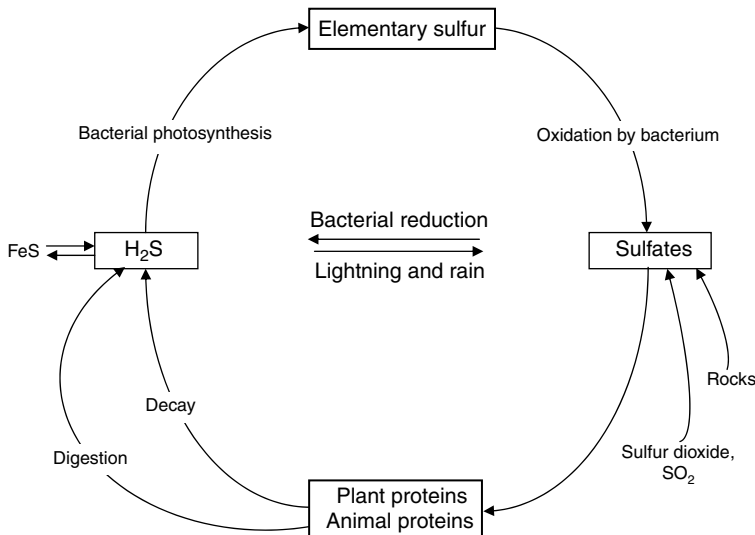 Elementary sulfur
Bacterial photosynthesis
Oxidation by bacterium
Bacterial reduction
FeS
H₂S
Sulfates
Lightning and rain
Rocks
Decay
Digestion
Sulfur dioxide,
SO₂
Plant proteins
Animal proteins